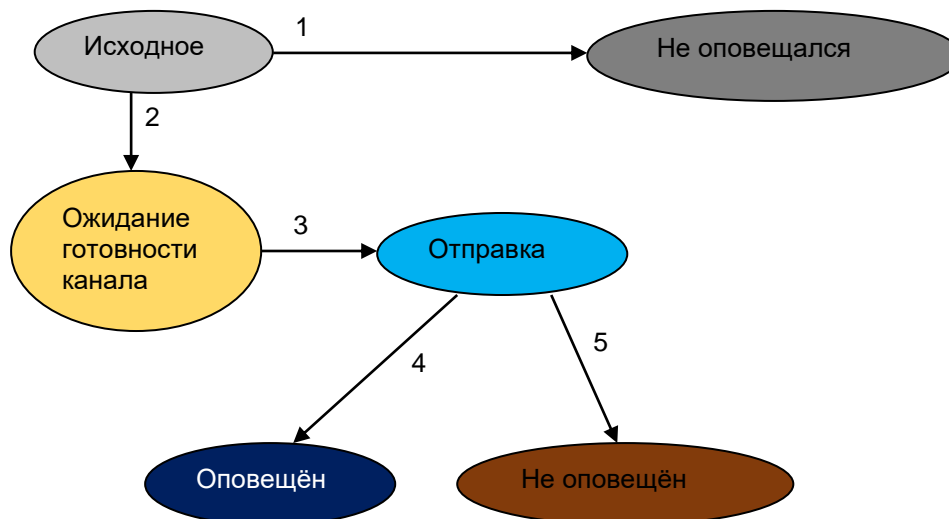 Исходное
1
Не оповещался
2
Ожидание
готовности
канала
3
Отправка
4
5
Оповещён
Не оповещён